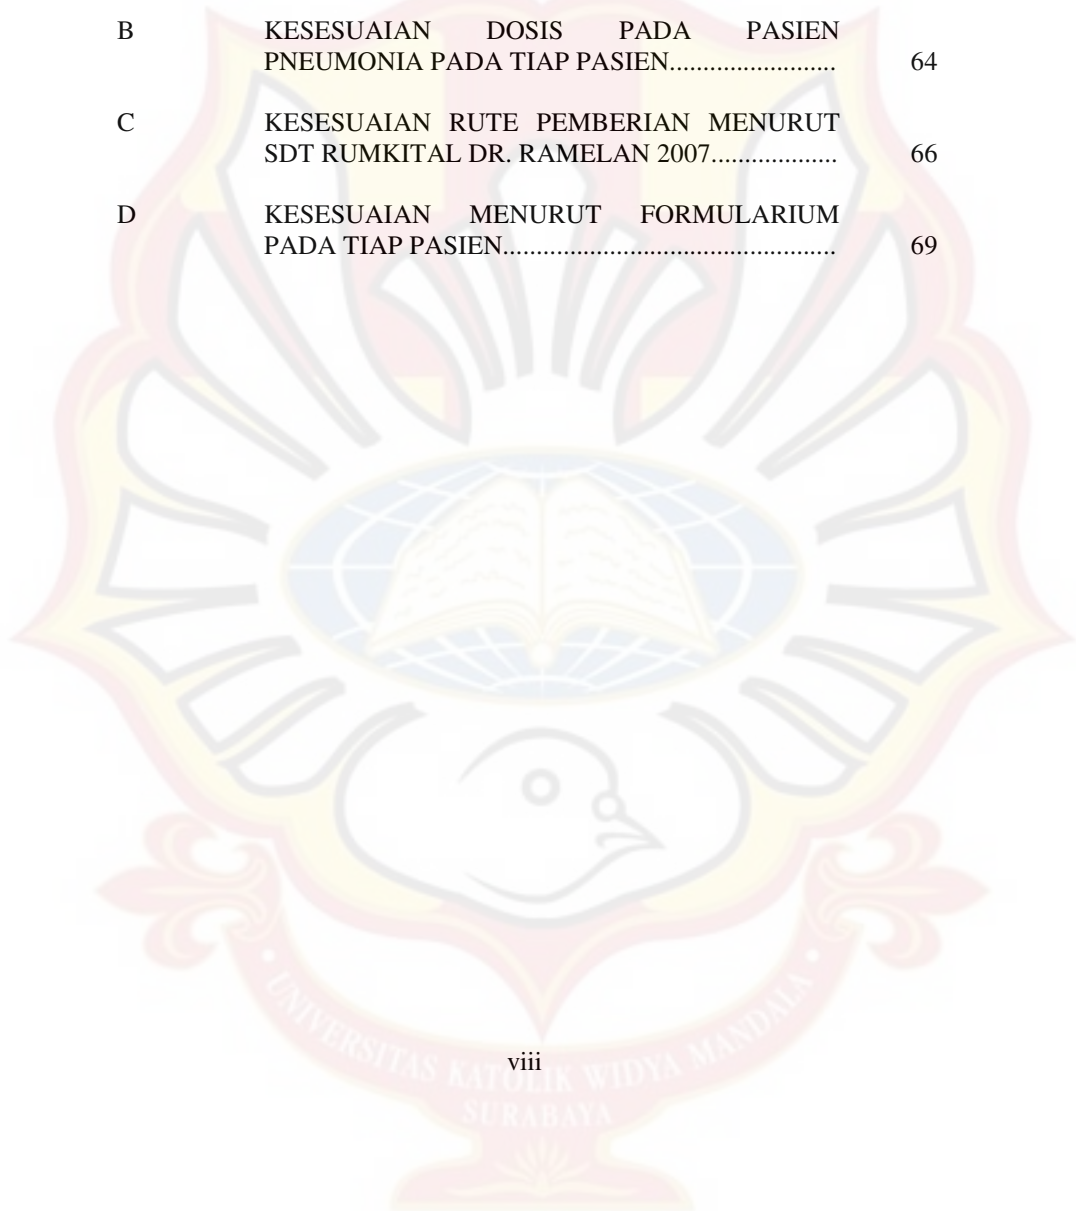 B KESESUAIAN DOSIS PADA PASIEN
PNEUMONIA PADA TIAP PASIEN......................... 64
C KESESUAIAN RUTE PEMBERIAN MENURUT
SDT RUMKITAL DR. RAMELAN 2007................... 66
D KESESUAIAN MENURUT FORMULARIUM
PADA TIAP PASIEN.................................................. 69
viii
• UNIVERSITAS KATOLIK WIDYA MANDALA •
SURABAYA